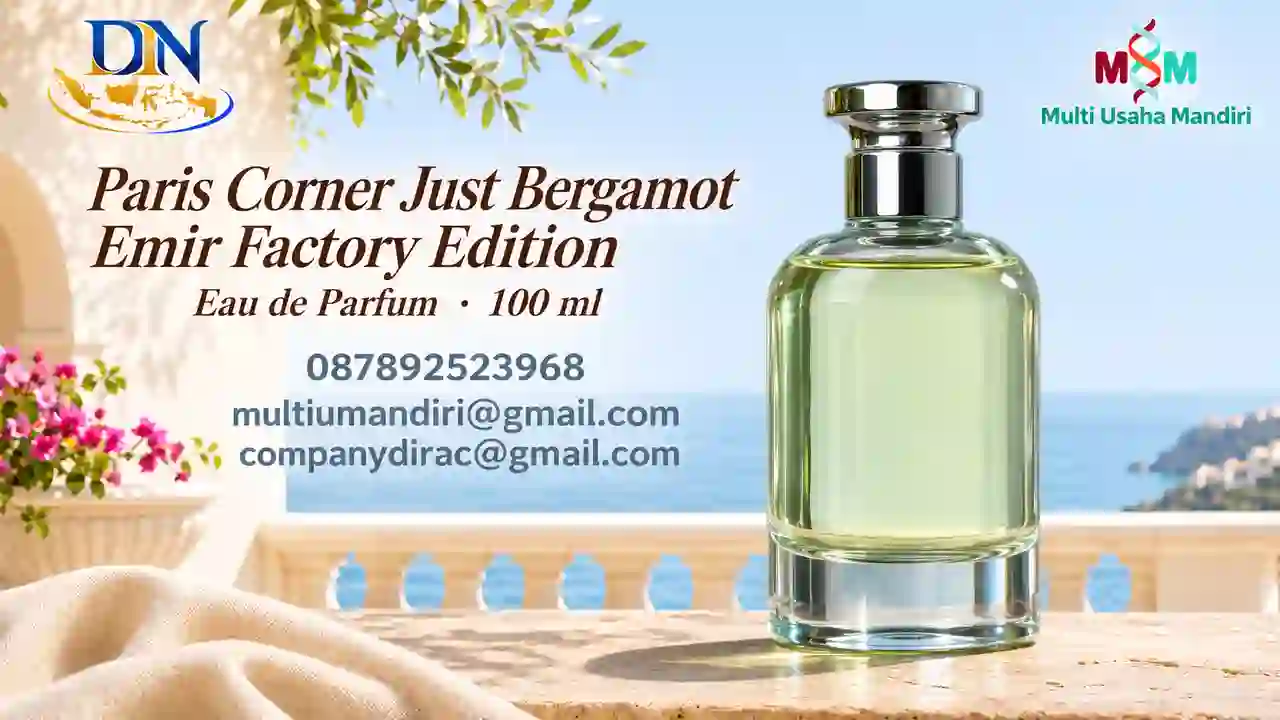 DN
MSM
Multi Usaha Mandiri
Paris Corner Just Bergamot
Emir Factory Edition
Eau de Parfum · 100 ml
087892523968
multiumandiri@gmail.com
companydirac@gmail.com